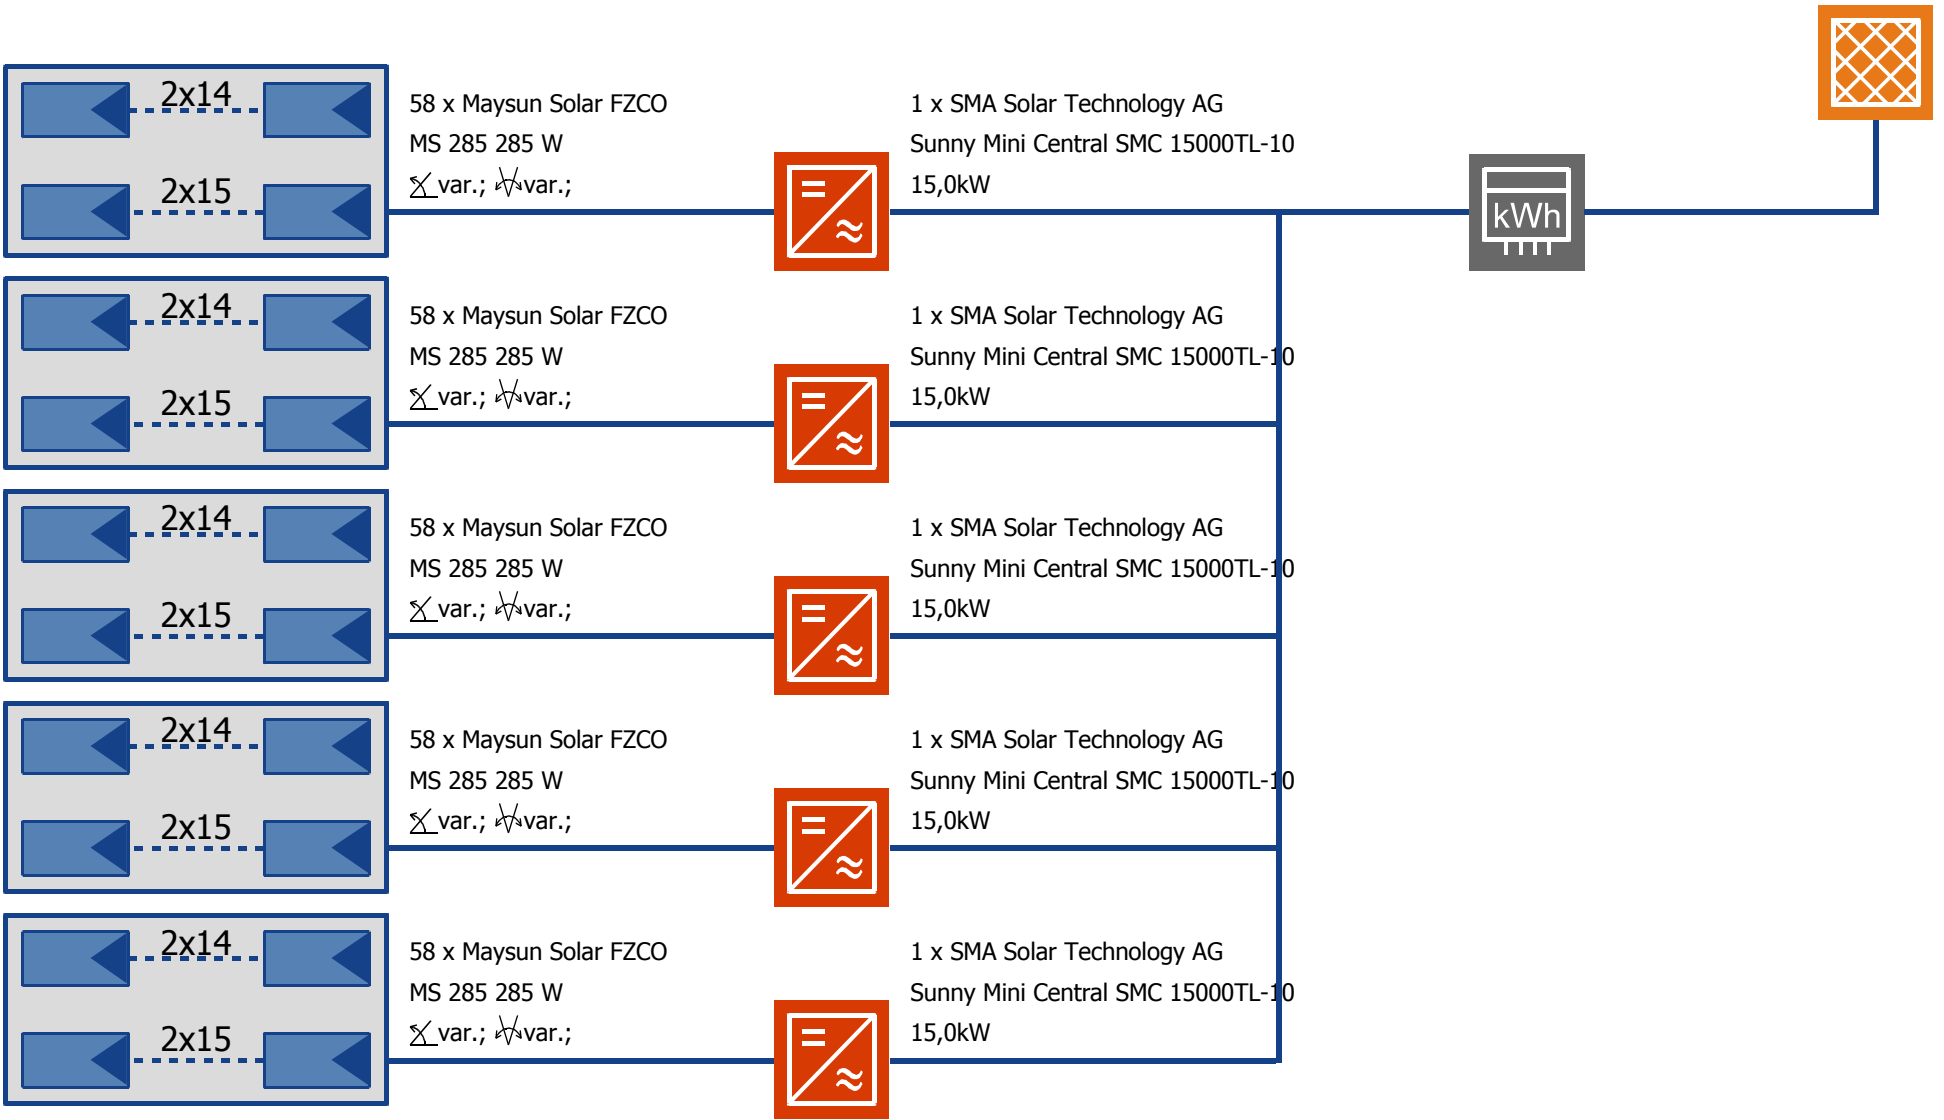 2x14
2x15
58 x Maysun Solar FZCO
MS 285 285 W
var.; var.;
1 x SMA Solar Technology AG
Sunny Mini Central SMC 15000TL-10
15,0kW
kWh
2x14
2x15
58 x Maysun Solar FZCO
MS 285 285 W
var.; var.;
1 x SMA Solar Technology AG
Sunny Mini Central SMC 15000TL-10
15,0kW
2x14
2x15
58 x Maysun Solar FZCO
MS 285 285 W
var.; var.;
1 x SMA Solar Technology AG
Sunny Mini Central SMC 15000TL-10
15,0kW
2x14
2x15
58 x Maysun Solar FZCO
MS 285 285 W
var.; var.;
1 x SMA Solar Technology AG
Sunny Mini Central SMC 15000TL-10
15,0kW
2x14
2x15
58 x Maysun Solar FZCO
MS 285 285 W
var.; var.;
1 x SMA Solar Technology AG
Sunny Mini Central SMC 15000TL-10
15,0kW